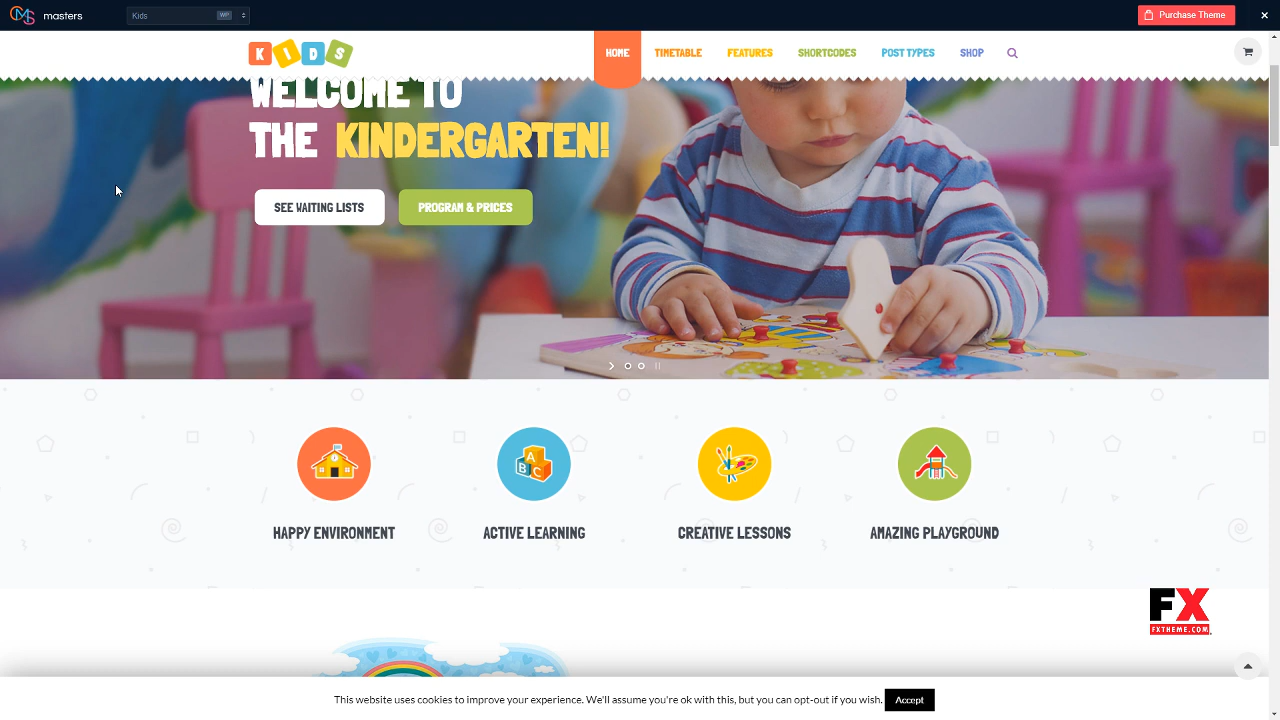 CMS masters
Kids WP
Purchase Theme
KIDS
HOME TIMETABLE FEATURES SHORTCODES POST TYPES SHOP
WELCOME TO
THE KINDERGARTEN!
SEE WAITING LISTS PROGRAM & PRICES
A
B C
HAPPY ENVIRONMENT ACTIVE LEARNING CREATIVE LESSONS AMAZING PLAYGROUND
FX
FXTHEME.COM.
This website uses cookies to improve your experience. We'll assume you're ok with this, but you can opt-out if you wish. Accept